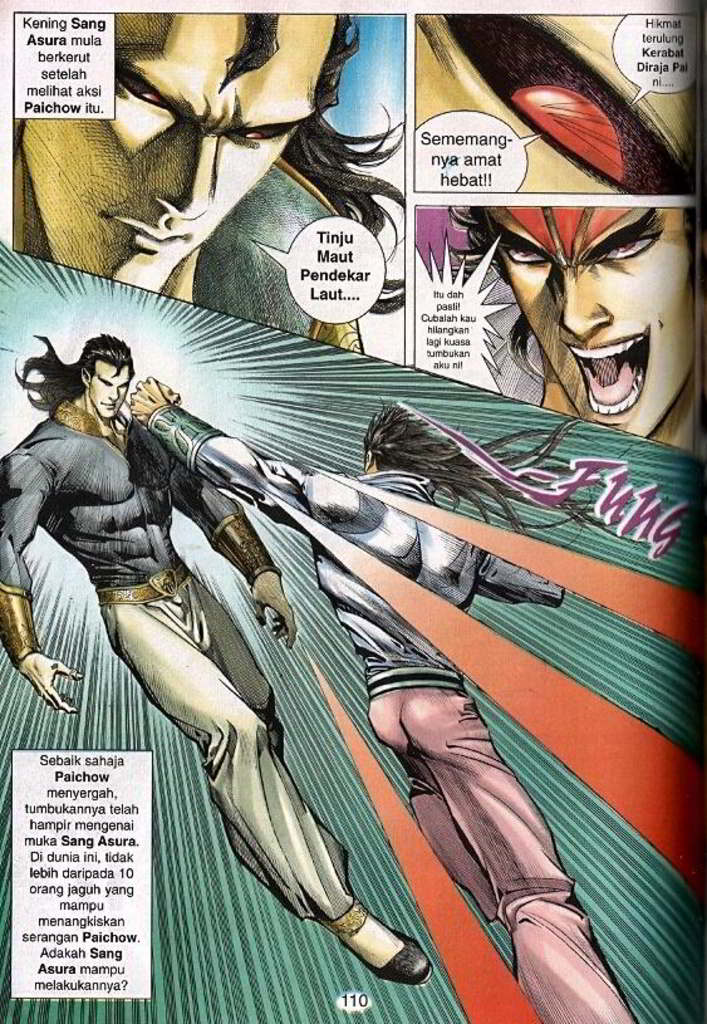 Kening Sang
Asura mula
berkerut
setelah
melihat aksi
Paichow itu.
Tinju
Maut
Pendekar
Laut....
Hikmat
terulung
Kerabat
Diraja Pai
ni....
Sememang-
nya amat
hebat!!
Itu dah
pasti!
Cubalah kau
hilangkan
lagi kuasa
tumbukan
aku ni!
FUNG
Sebaik sahaja
Paichow
menyergah,
tumbukannya telah
hampir mengenai
muka Sang Asura.
Di dunia ini, tidak
lebih daripada 10
orang jaguh yang
mampu
menangkiskan
serangan Paichow.
Adakah Sang
Asura mampu
melakukannya?
110